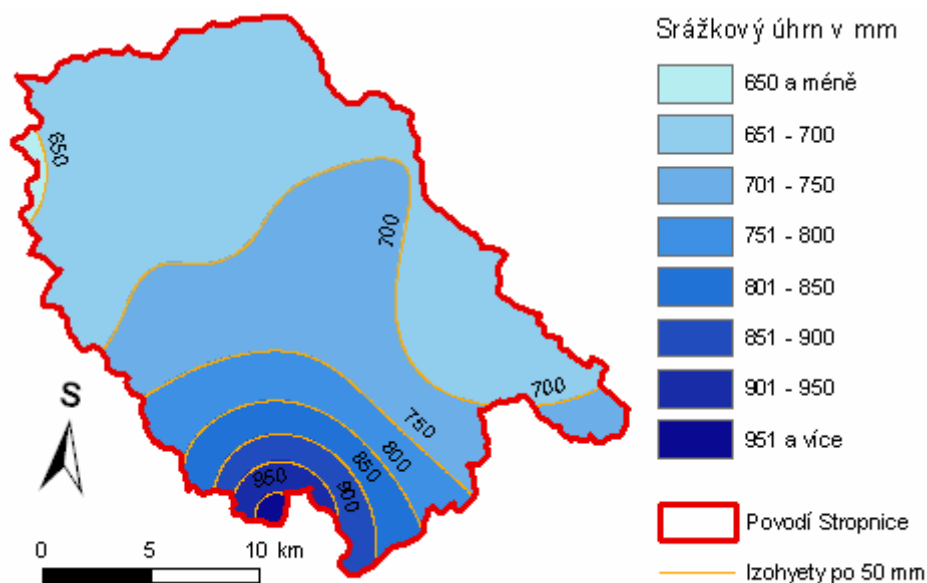 Srážkový úhrn v mm
650 a méně
651 - 700
701 - 750
751 - 800
801 - 850
851 - 900
901 - 950
951 a více
Povodí Stropnice
Izohyety po 50 mm
650
700
700
750
800
850
900
950
S
0 5 10 km